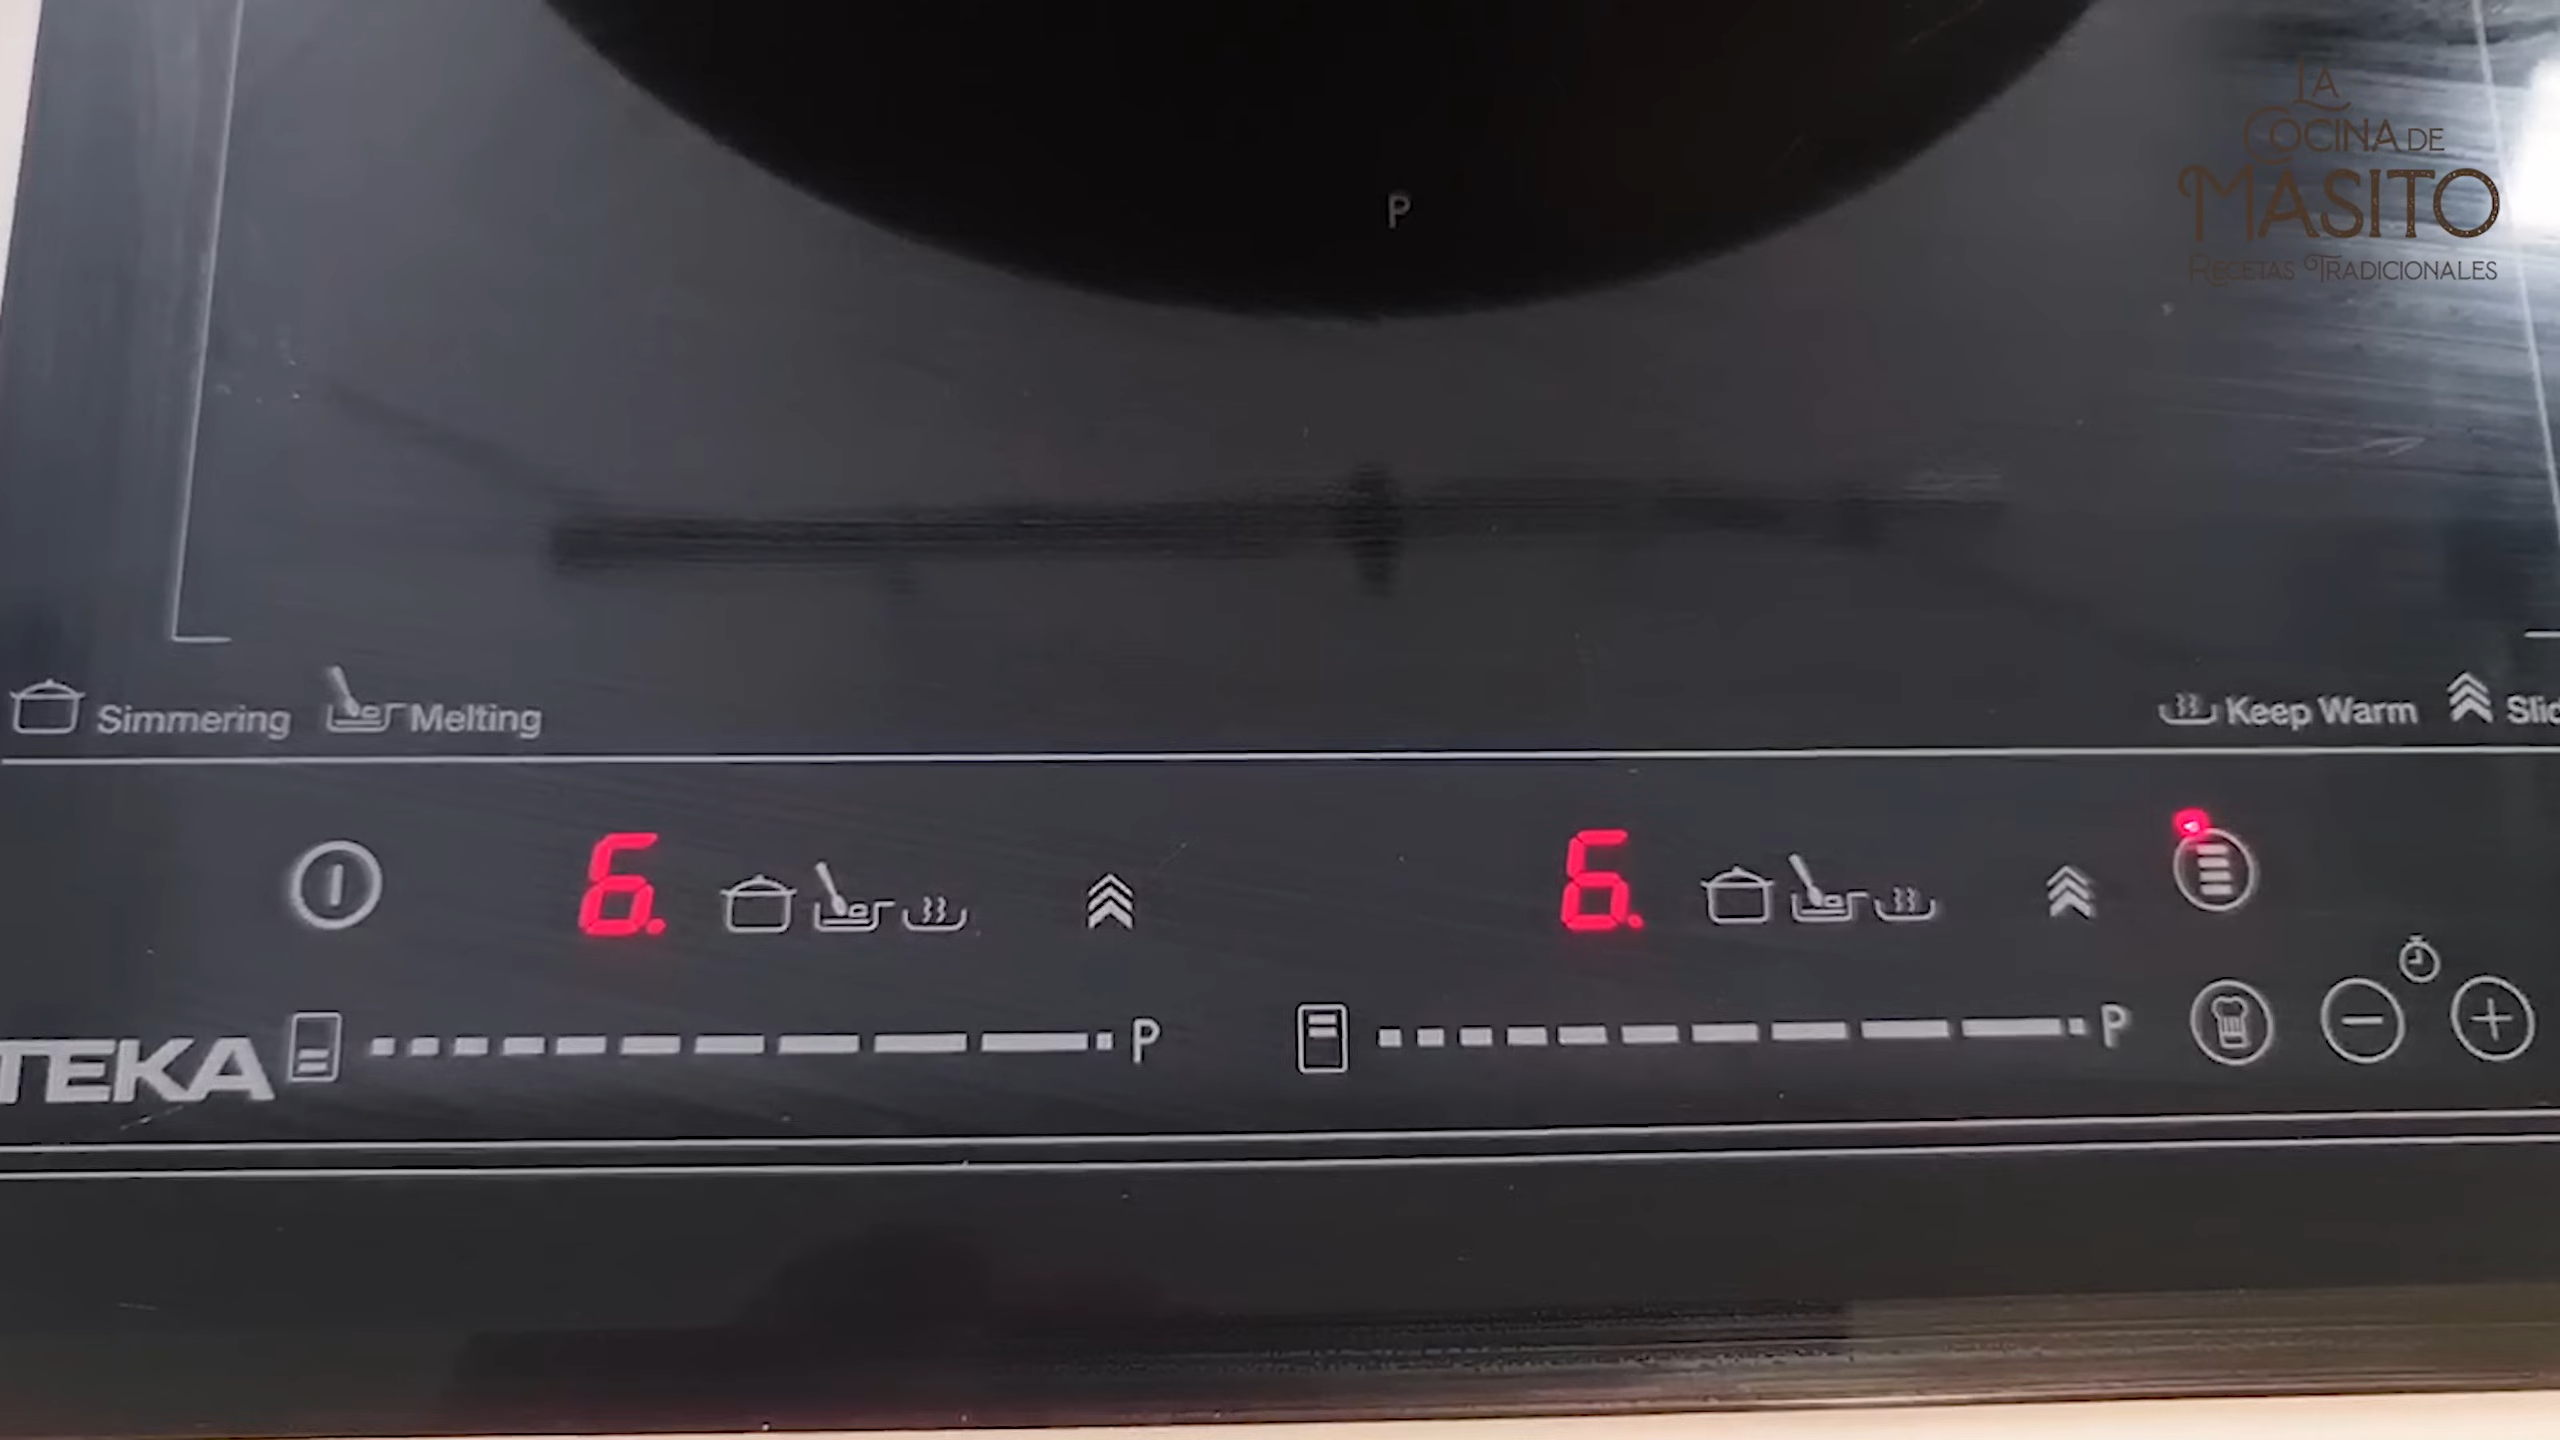 LA
COCINA DE
MASITO
RECETAS TRADICIONALES
P
Simmering
Melting
Keep Warm
6.
6.
TEKA
P
P